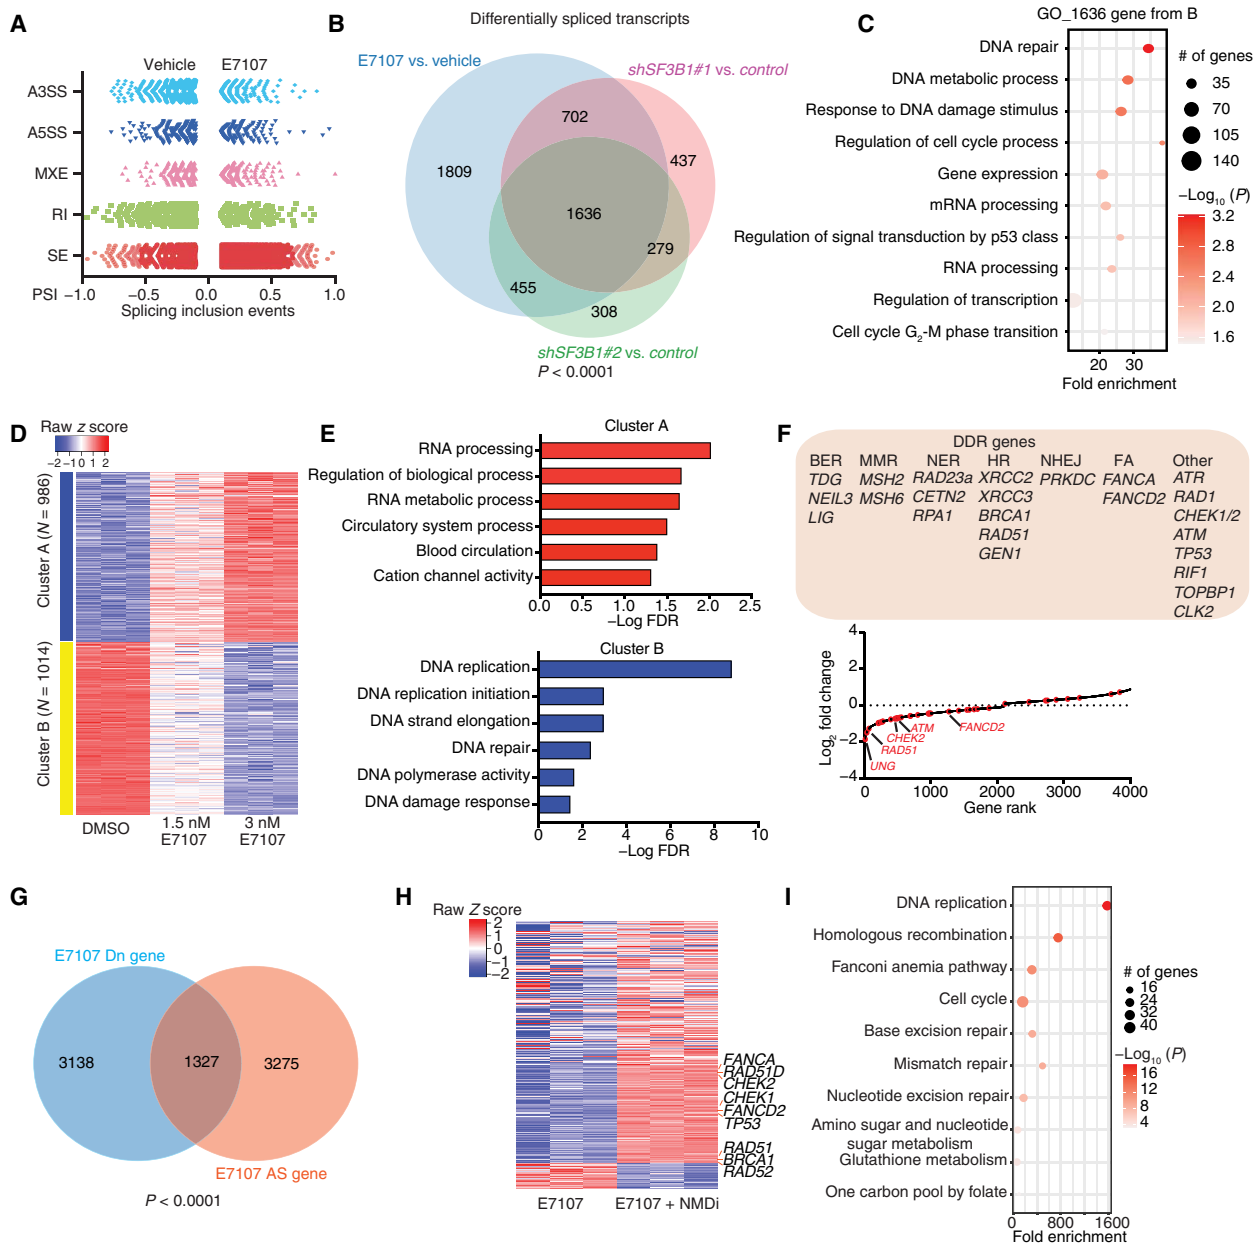 A
Vehicle E7107
A3SS
A5SS
MXE
RI
SE
PSI −1.0 −0.5 0.0 0.5 1.0
Splicing inclusion events
B
Differentially spliced transcripts
E7107 vs. vehicle
shSF3B1#1 vs. control
702
437
1809
1636
279
455
308
shSF3B1#2 vs. control
P < 0.0001
C
GO_1636 gene from B
DNA repair
DNA metabolic process
Response to DNA damage stimulus
Regulation of cell cycle process
Gene expression
mRNA processing
Regulation of signal transduction by p53 class
RNA processing
Regulation of transcription
Cell cycle G2-M phase transition
20 30
Fold enrichment
# of genes
35
70
105
140
−Log10 (P)
3.2
2.8
2.4
2.0
1.6
D
Raw z score
−2 −1 0 1 2
Cluster A (N = 986)
Cluster B (N = 1014)
DMSO
1.5 nM
E7107
3 nM
E7107
E
Cluster A
RNA processing
Regulation of biological process
RNA metabolic process
Circulatory system process
Blood circulation
Cation channel activity
0.0 0.5 1.0 1.5 2.0 2.5
−Log FDR
Cluster B
DNA replication
DNA replication initiation
DNA strand elongation
DNA repair
DNA polymerase activity
DNA damage response
0 2 4 6 8 10
−Log FDR
F
DDR genes
BER MMR NER HR NHEJ FA Other
TDG MSH2 RAD23a XRCC2 PRKDC FANCA ATR
NEIL3 MSH6 CETN2 XRCC3 FANCD2 RAD1
LIG RPA1 BRCA1 CHEK1/2
RAD51 ATM
GEN1 TP53
RIF1
TOPBP1
CLK2
Log2 fold change
4
2
0
−2
−4
ATM
FANCD2
CHEK2
RAD51
UNG
0 1000 2000 3000 4000
Gene rank
G
E7107 Dn gene
3138 1327 3275
E7107 AS gene
P < 0.0001
H
Raw Z score
2
1
0
−1
−2
FANCA
RAD51D
CHEK2
CHEK1
FANCD2
TP53
RAD51
BRCA1
RAD52
E7107 E7107 + NMDi
I
DNA replication
Homologous recombination
Fanconi anemia pathway
Cell cycle
Base excision repair
Mismatch repair
Nucleotide excision repair
Amino sugar and nucleotide
sugar metabolism
Glutathione metabolism
One carbon pool by folate
0 800 1600
Fold enrichment
# of genes
16
24
32
40
−Log10 (P)
16
12
8
4